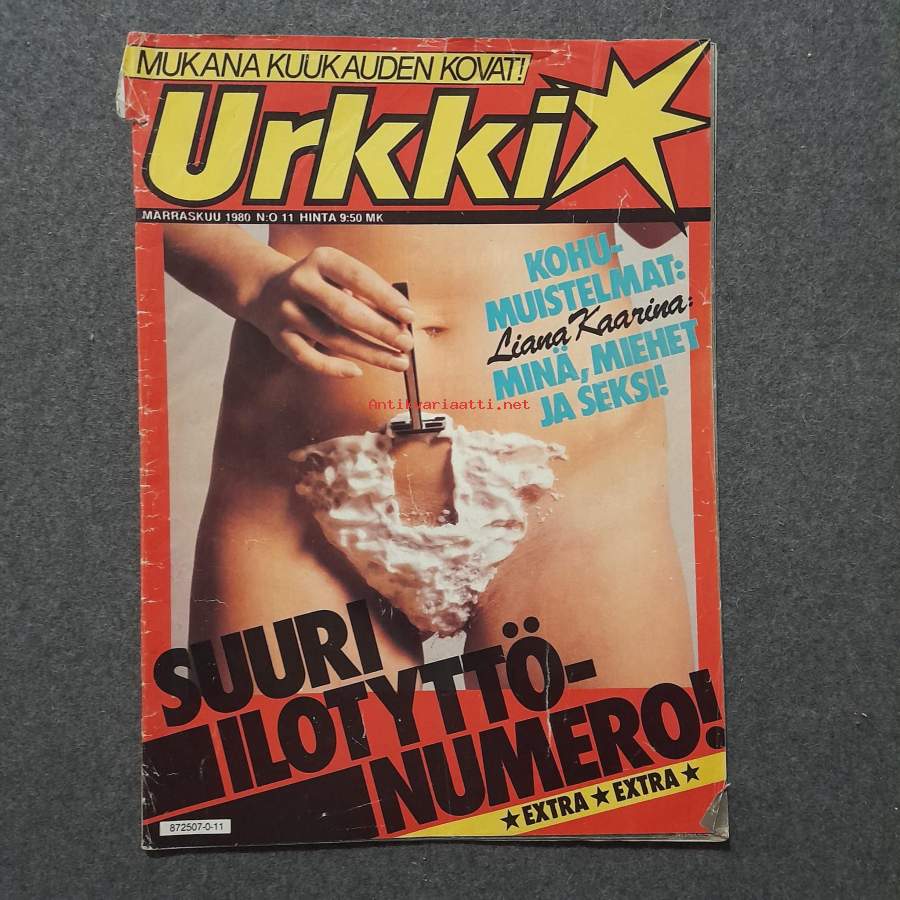 MUKANA KUUKAUDEN KOVAT!
Urkki
MARRASKUU 1980 N:O 11 HINTA 9:50 MK
KOHU-
MUISTELMAT:
Liana Kaarina:
MINÄ, MIEHET
JA SEKSI!
Antikvariaatti.net
SUURI
ILOTYTTÖ-
NUMERO!
EXTRA EXTRA
872507-0-11